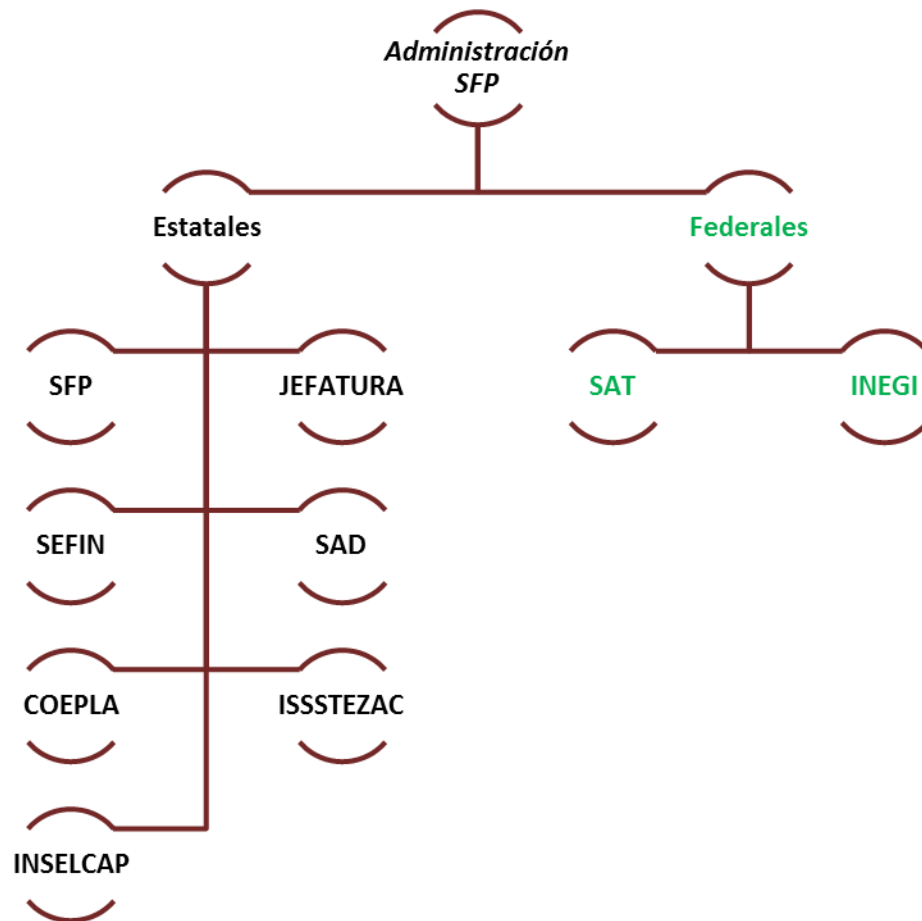 Administración
SFP
Estatales
Federales
SFP
JEFATURA
SAT
INEGI
SEFIN
SAD
COEPLA
ISSSTEZAC
INSELCAP